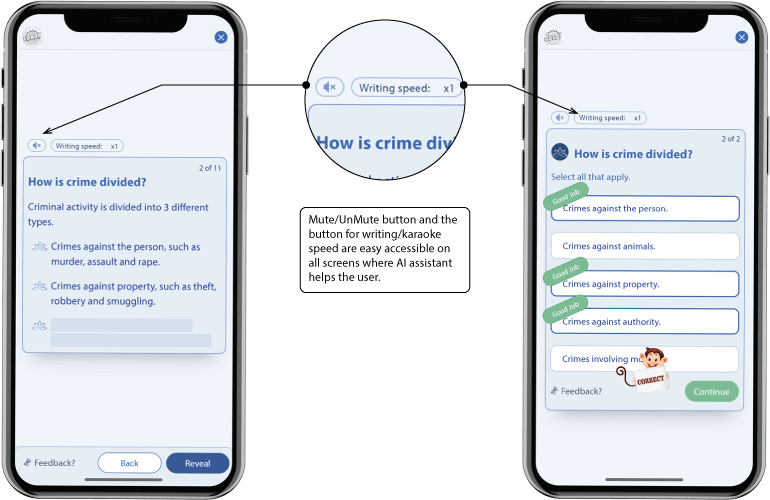 Writing speed: x1
2 of 11
How is crime divided?
Criminal activity is divided into 3 different
types.
Crimes against the person, such as
murder, assault and rape.
Crimes against property, such as theft,
robbery and smuggling.
Feedback?
Back
Reveal
Writing speed: x1
How is crime div
Mute/UnMute button and the
button for writing/karaoke
speed are easy accessible on
all screens where AI assistant
helps the user.
Writing speed: x1
2 of 2
How is crime divided?
Select all that apply.
Good Job
Crimes against the person.
Crimes against animals.
Good Job
Crimes against property.
Good Job
Crimes against authority.
Crimes involving mo
CORRECT
Feedback?
Continue